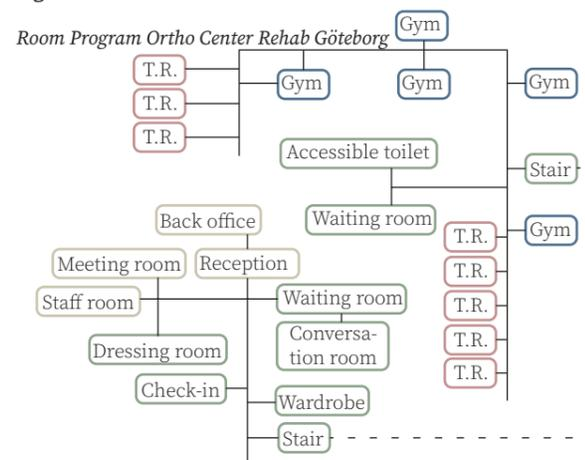 Gym
Room Program Ortho Center Rehab Göteborg
T.R.
Gym
Gym
Gym
T.R.
T.R.
Accessible toilet
Stair
Waiting room
Back office
Gym
T.R.
Meeting room
Reception
T.R.
Staff room
Waiting room
T.R.
Conversa-
tion room
T.R.
Dressing room
T.R.
Check-in
Wardrobe
Stair